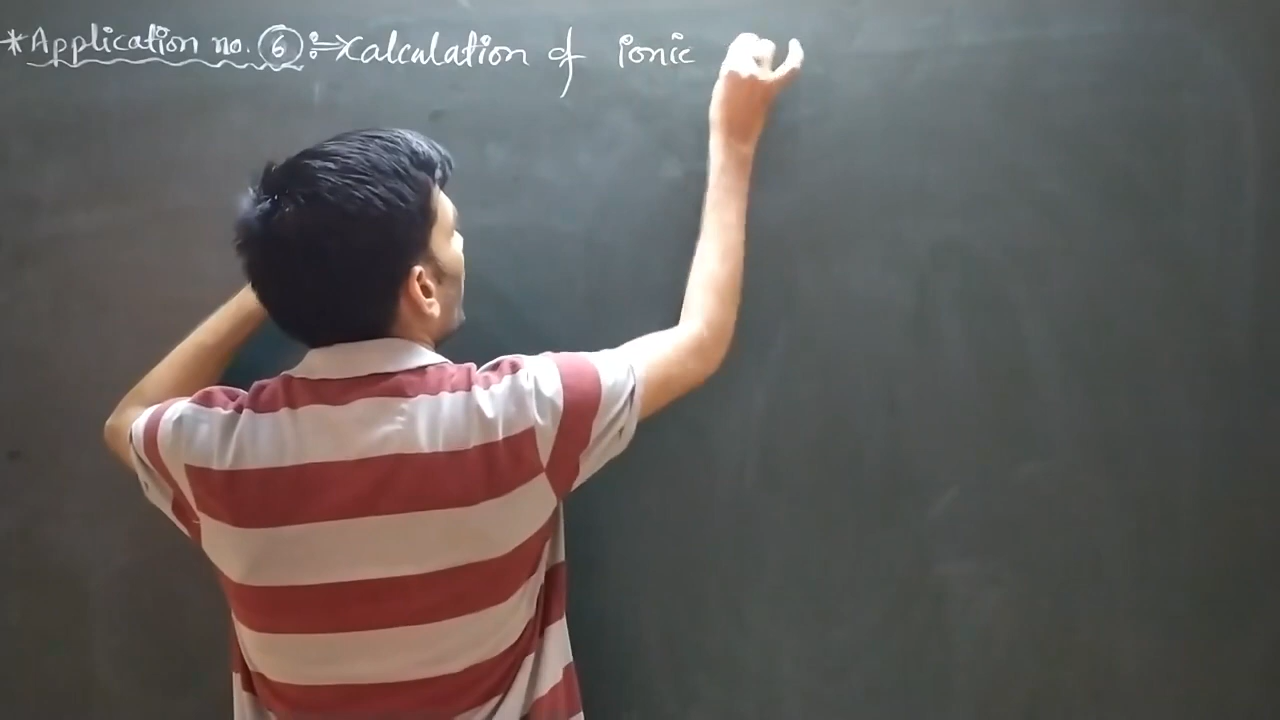 *Application no. 6 :⇒ Calculation of ionic